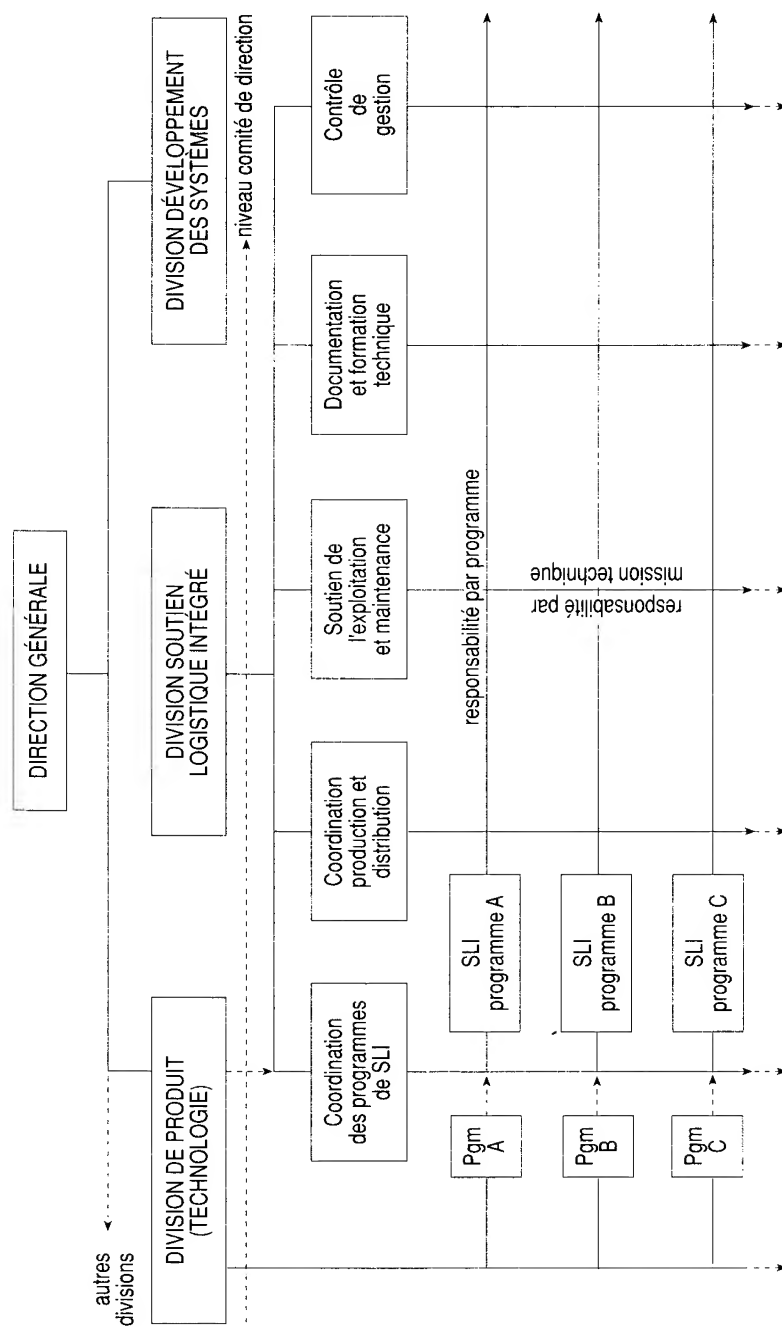 DIRECTION GÉNÉRALE
autres
divisions
DIVISION DE PRODUIT
(TECHNOLOGIE)
DIVISION SOUTIEN
LOGISTIQUE INTÉGRÉ
DIVISION DÉVELOPPEMENT
DES SYSTÈMES
niveau comité de direction
Coordination
des programmes
de SLI
Coordination
production et
distribution
Soutien de
l'exploitation
et maintenance
Documentation
et formation
technique
Contrôle
de
gestion
Pgm
A
SLI
programme A
responsabilité par programme
Pgm
B
SLI
programme B
responsabilité par
mission technique
Pgm
C
SLI
programme C